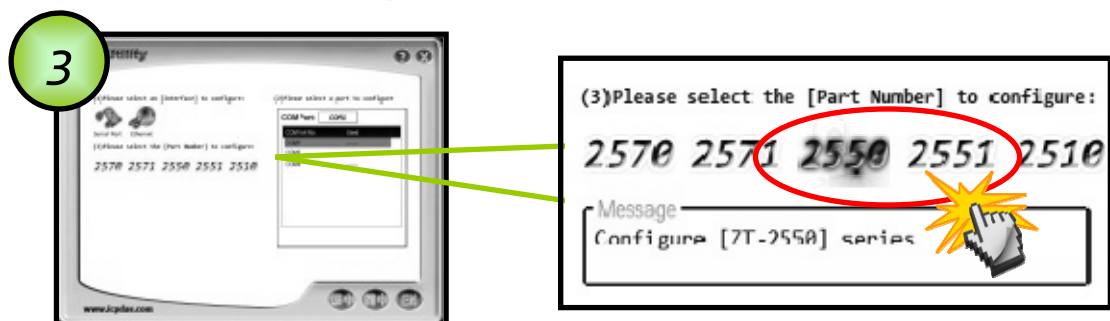 3
Utility
(1)Please select an [Interface] to configure:
Serial Port Ethernet
(3)Please select the [Part Number] to configure:
2570 2571 2550 2551 2510
(2)Please select a port to configure
COM Port: COM1
www.icpdas.com
(3)Please select the [Part Number] to configure:
2570 2571 2550 2551 2510
Message
Configure [ZT-2550] series